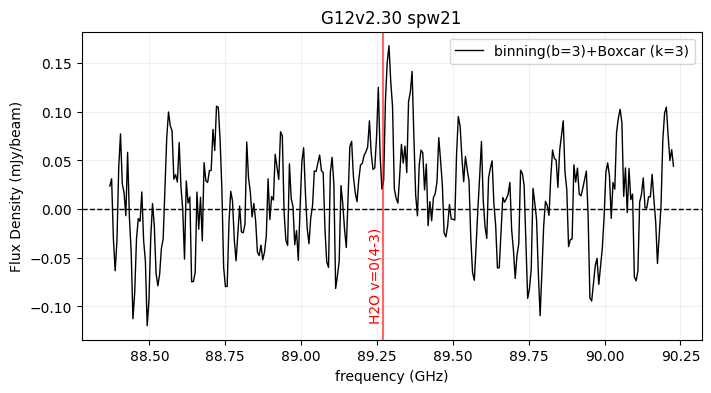 G12v2.30 spw21
binning(b=3)+Boxcar (k=3)
Flux Density (mJy/beam)
0.15
0.10
0.05
0.00
−0.05
−0.10
H2O v=0(4-3)
88.50 88.75 89.00 89.25 89.50 89.75 90.00 90.25
frequency (GHz)